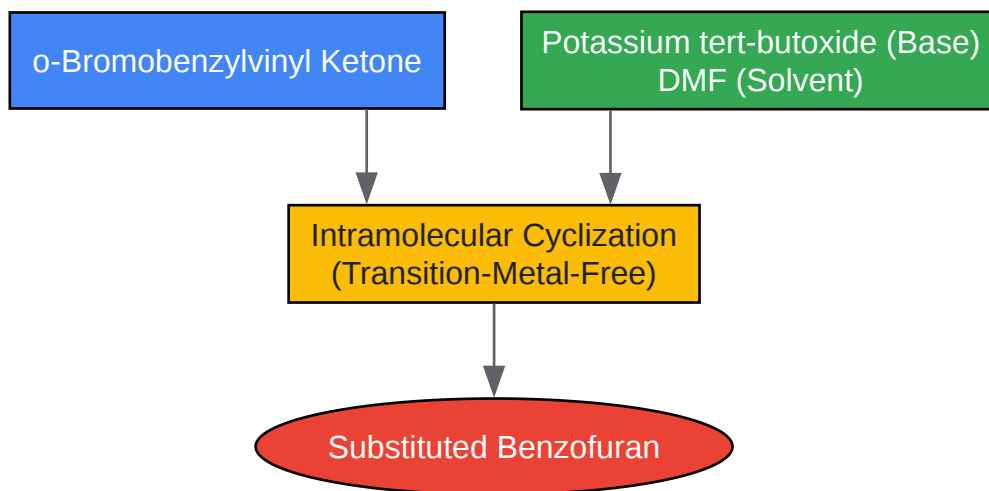 o-Bromobenzylvinyl Ketone
Potassium tert-butoxide (Base)
DMF (Solvent)
Intramolecular Cyclization
(Transition-Metal-Free)
Substituted Benzofuran